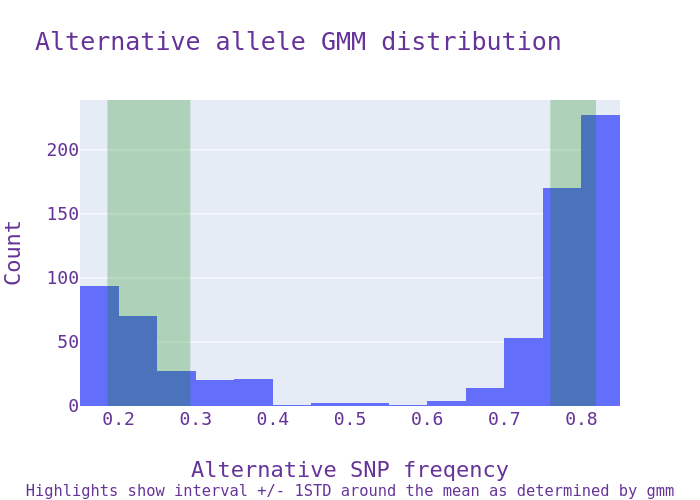 Alternative allele GMM distribution
200
150
100
50
0
Count
0.2 0.3 0.4 0.5 0.6 0.7 0.8
Alternative SNP freqency
Highlights show interval +/- 1STD around the mean as determined by gmm